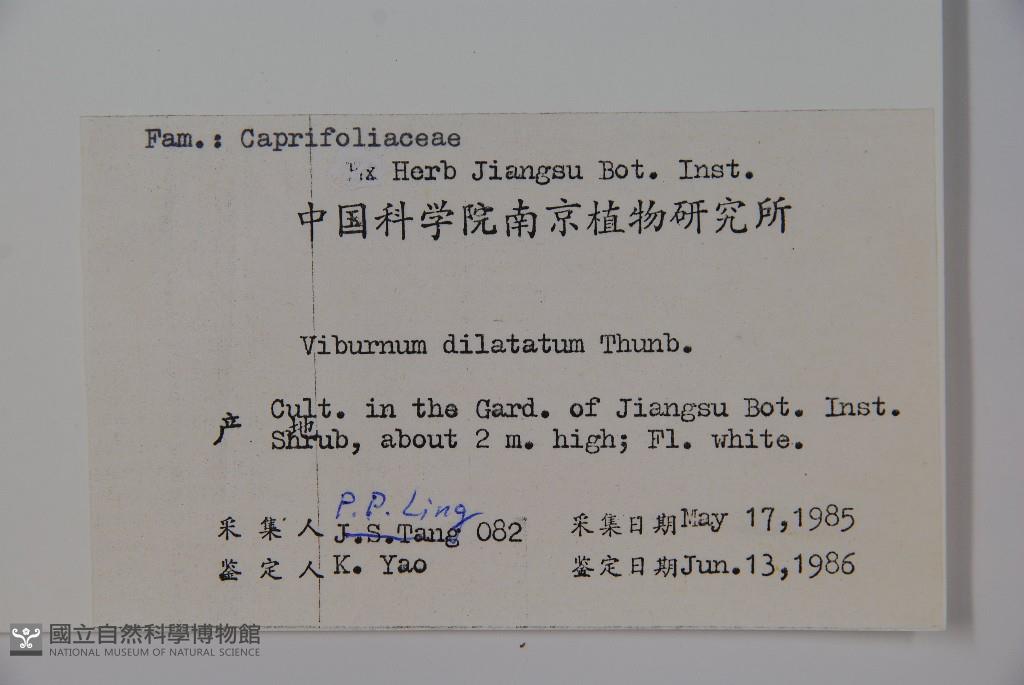 Fam.: Caprifoliaceae
Ex Herb Jiangsu Bot. Inst.
中国科学院南京植物研究所
Viburnum dilatatum Thunb.
产 地 Cult. in the Gard. of Jiangsu Bot. Inst.
Shrub, about 2 m. high; Fl. white.
P.P. Ling
采集人 J.S.Tang 082 采集日期 May 17,1985
鉴定人 K. Yao 鉴定日期 Jun.13,1986
國立自然科學博物館
NATIONAL MUSEUM OF NATURAL SCIENCE